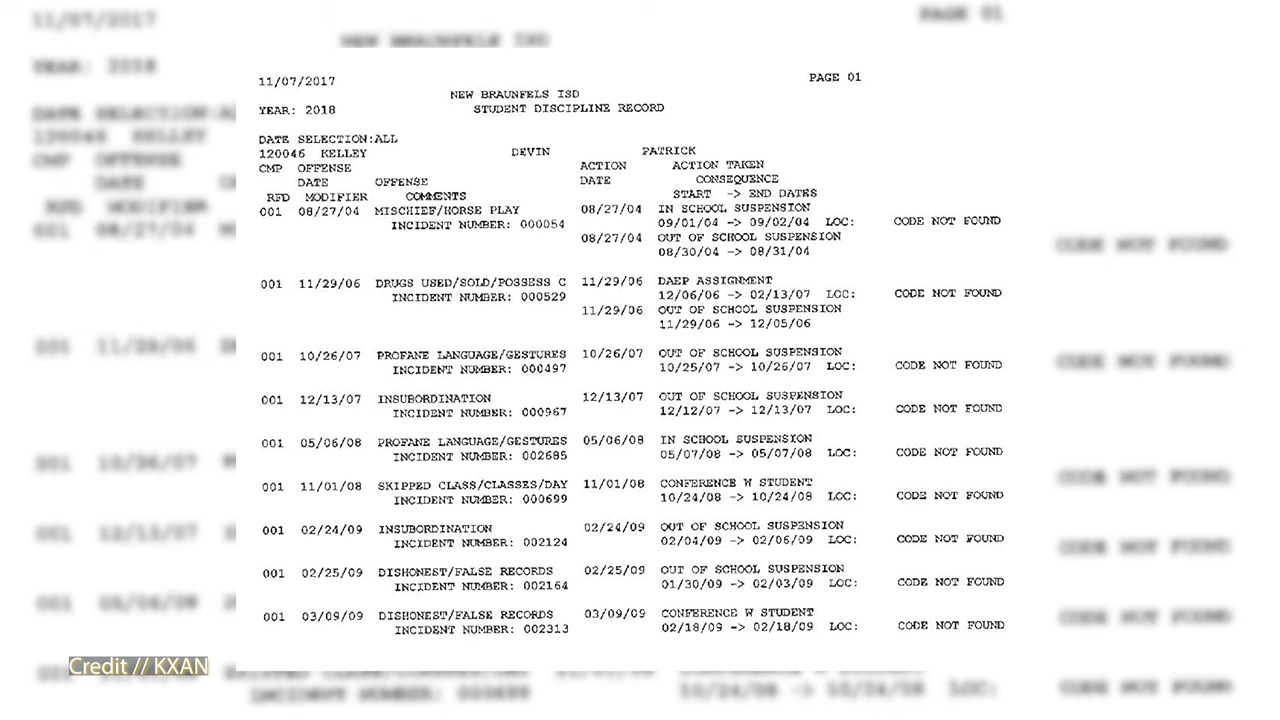 11/07/2017 PAGE 01
NEW BRAUNFELS ISD
YEAR: 2018 STUDENT DISCIPLINE RECORD
DATE SELECTION:ALL
120046 KELLEY DEVIN PATRICK
CMP OFFENSE ACTION ACTION TAKEN
DATE OFFENSE DATE CONSEQUENCE
RFD MODIFIER COMMENTS START -> END DATES
001 08/27/04 MISCHIEF/HORSE PLAY 08/27/04 IN SCHOOL SUSPENSION
INCIDENT NUMBER: 000054 09/01/04 -> 09/02/04 LOC: CODE NOT FOUND
08/27/04 OUT OF SCHOOL SUSPENSION
08/30/04 -> 08/31/04
001 11/29/06 DRUGS USED/SOLD/POSSESS C 11/29/06 DAEP ASSIGNMENT
INCIDENT NUMBER: 000529 12/06/06 -> 02/13/07 LOC: CODE NOT FOUND
11/29/06 OUT OF SCHOOL SUSPENSION
11/29/06 -> 12/05/06
001 10/26/07 PROFANE LANGUAGE/GESTURES 10/26/07 OUT OF SCHOOL SUSPENSION
INCIDENT NUMBER: 000497 10/25/07 -> 10/26/07 LOC: CODE NOT FOUND
001 12/13/07 INSUBORDINATION 12/13/07 OUT OF SCHOOL SUSPENSION
INCIDENT NUMBER: 000967 12/12/07 -> 12/13/07 LOC: CODE NOT FOUND
001 05/06/08 PROFANE LANGUAGE/GESTURES 05/06/08 IN SCHOOL SUSPENSION
INCIDENT NUMBER: 002685 05/07/08 -> 05/07/08 LOC: CODE NOT FOUND
001 11/01/08 SKIPPED CLASS/CLASSES/DAY 11/01/08 CONFERENCE W STUDENT
INCIDENT NUMBER: 000699 10/24/08 -> 10/24/08 LOC: CODE NOT FOUND
001 02/24/09 INSUBORDINATION 02/24/09 OUT OF SCHOOL SUSPENSION
INCIDENT NUMBER: 002124 02/04/09 -> 02/06/09 LOC: CODE NOT FOUND
001 02/25/09 DISHONEST/FALSE RECORDS 02/25/09 OUT OF SCHOOL SUSPENSION
INCIDENT NUMBER: 002164 01/30/09 -> 02/03/09 LOC: CODE NOT FOUND
001 03/09/09 DISHONEST/FALSE RECORDS 03/09/09 CONFERENCE W STUDENT
INCIDENT NUMBER: 002313 02/18/09 -> 02/18/09 LOC: CODE NOT FOUND
Credit // KXAN